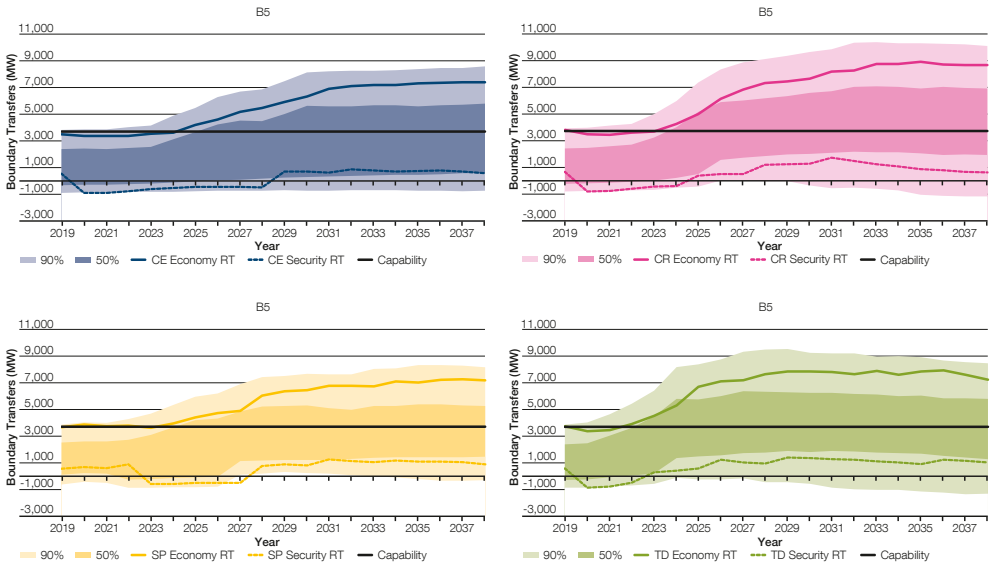 B5
Boundary Transfers (MW)
11,000
9,000
7,000
5,000
3,000
1,000
-1,000
-3,000
2019 2021 2023 2025 2027 2029 2031 2033 2035 2037
Year
90% 50% CE Economy RT CE Security RT Capability
B5
Boundary Transfers (MW)
11,000
9,000
7,000
5,000
3,000
1,000
-1,000
-3,000
2019 2021 2023 2025 2027 2029 2031 2033 2035 2037
Year
90% 50% CR Economy RT CR Security RT Capability
B5
Boundary Transfers (MW)
11,000
9,000
7,000
5,000
3,000
1,000
-1,000
-3,000
2019 2021 2023 2025 2027 2029 2031 2033 2035 2037
Year
90% 50% SP Economy RT SP Security RT Capability
B5
Boundary Transfers (MW)
11,000
9,000
7,000
5,000
3,000
1,000
-1,000
-3,000
2019 2021 2023 2025 2027 2029 2031 2033 2035 2037
Year
90% 50% TD Economy RT TD Security RT Capability